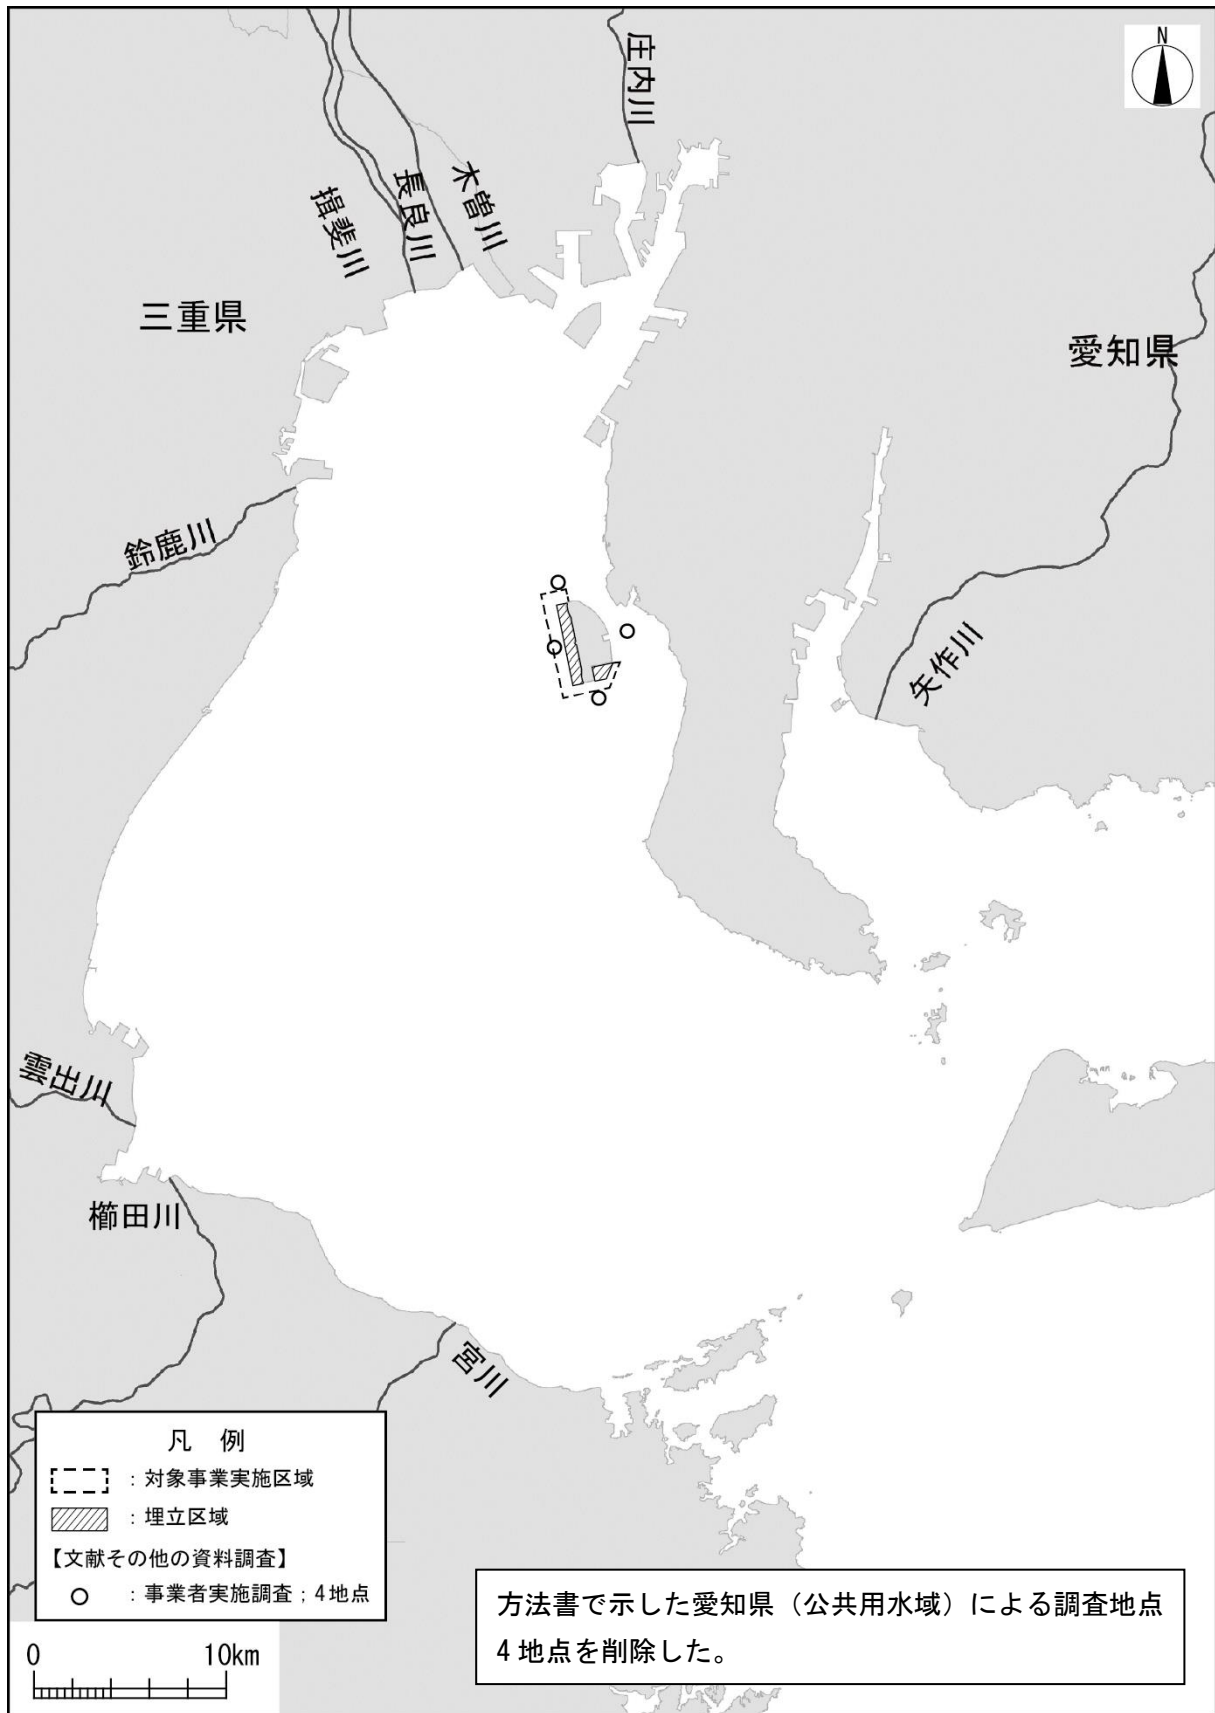 N
庄内川
木曽川
長良川
揖斐川
三重県
愛知県
鈴鹿川
矢作川
雲出川
櫛田川
宮川
凡 例
：対象事業実施区域
：埋立区域
【文献その他の資料調査】
：事業者実施調査；4地点
0 10km
方法書で示した愛知県（公共用水域）による調査地点
4 地点を削除した。